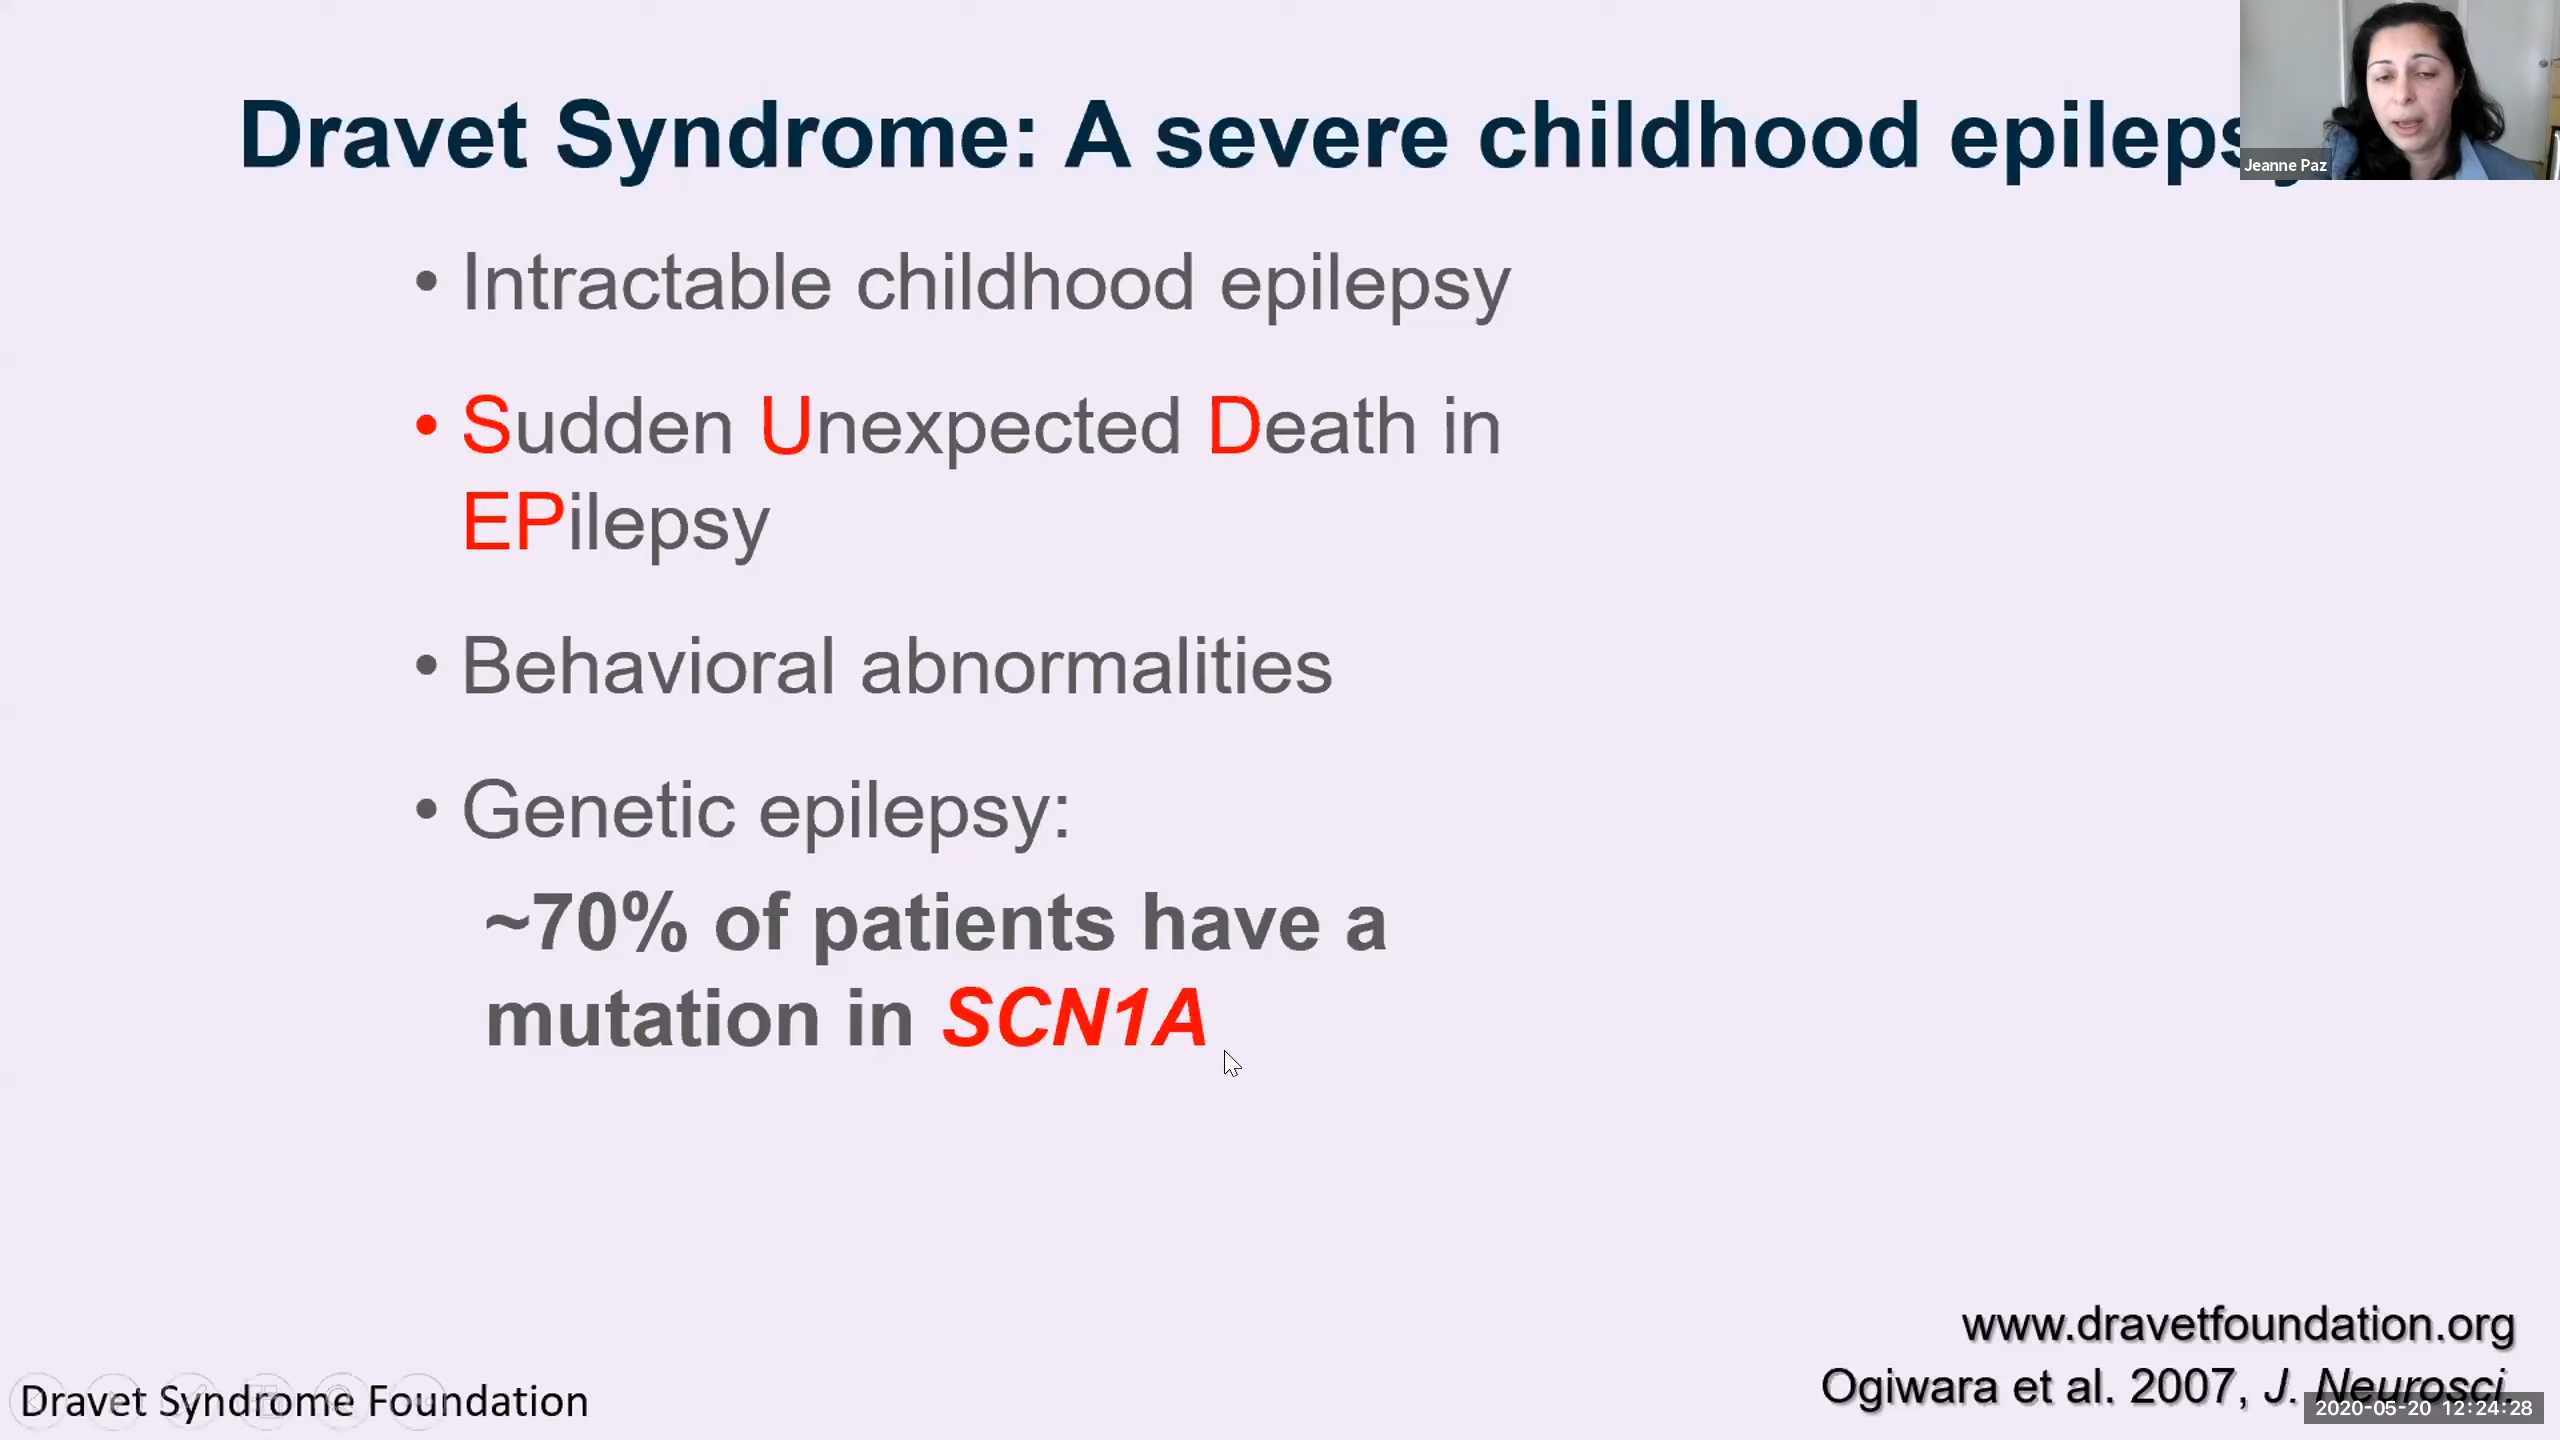 Dravet Syndrome: A severe childhood epileps
Jeanne Paz
• Intractable childhood epilepsy
• Sudden Unexpected Death in
EPilepsy
• Behavioral abnormalities
• Genetic epilepsy:
~70% of patients have a
mutation in SCN1A
www.dravetfoundation.org
Ogiwara et al. 2007, J. Neurosci.
Dravet Syndrome Foundation
2020-05-20 12:24:28